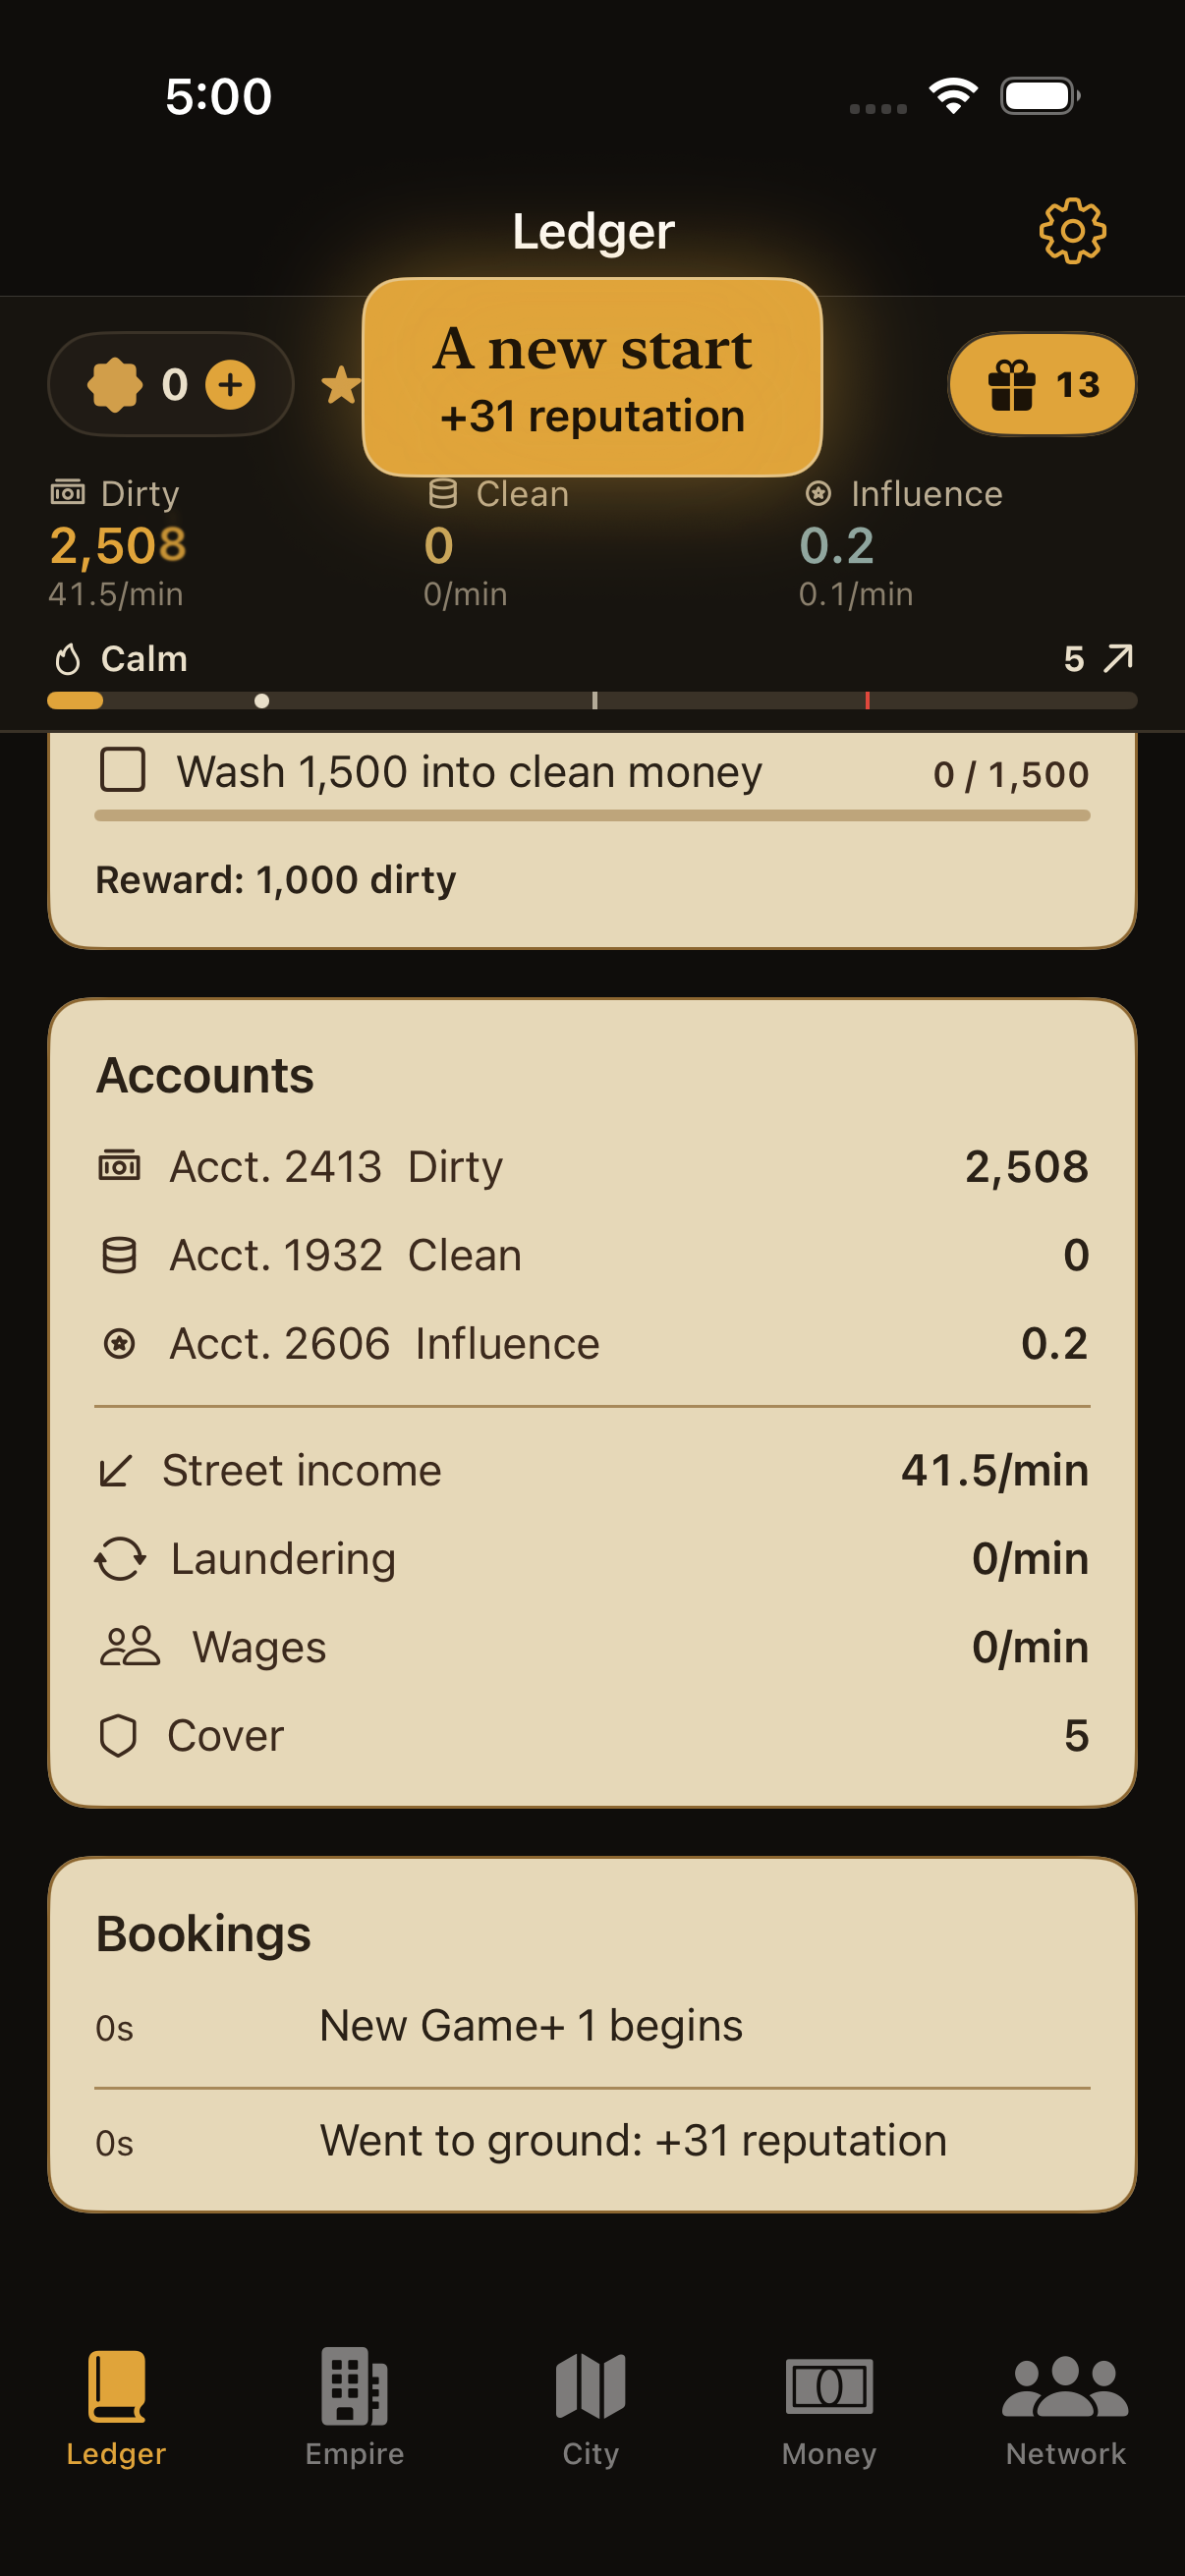 5:00
Ledger
A new start
+31 reputation
0
13
Dirty
Clean
Influence
2,508
0
0.2
41.5/min
0/min
0.1/min
Calm
5
Wash 1,500 into clean money
0 / 1,500
Reward: 1,000 dirty
Accounts
Acct. 2413 Dirty
2,508
Acct. 1932 Clean
0
Acct. 2606 Influence
0.2
Street income
41.5/min
Laundering
0/min
Wages
0/min
Cover
5
Bookings
0s
New Game+ 1 begins
0s
Went to ground: +31 reputation
Ledger
Empire
City
Money
Network